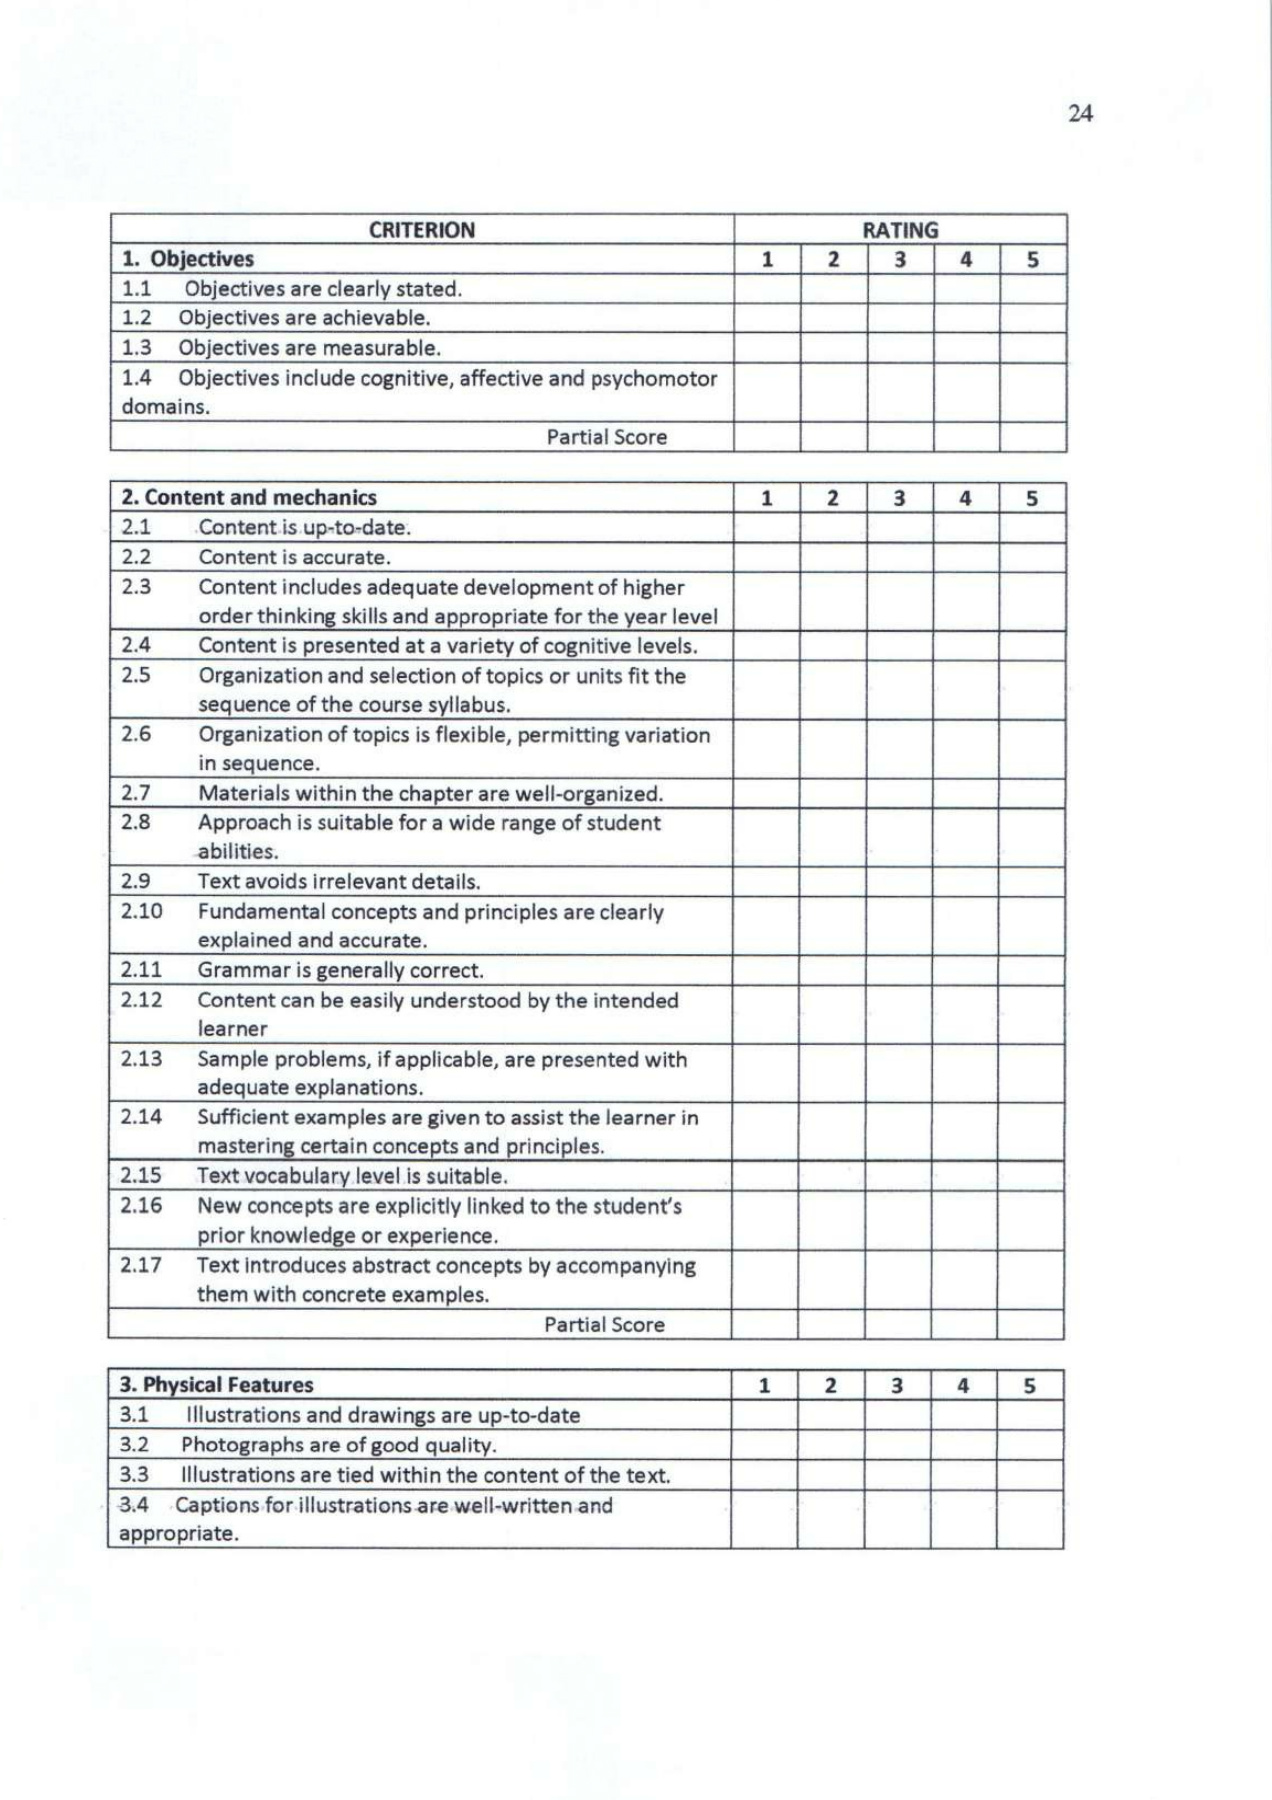 24
CRITERION RATING
1. Objectives 1 2 3 4 5
1.1 Objectives are clearly stated.
1.2 Objectives are achievable.
1.3 Objectives are measurable.
1.4 Objectives include cognitive, affective and psychomotor
domains.
Partial Score
2. Content and mechanics 1 2 3 4 5
2.1 Content is up-to-date.
2.2 Content is accurate.
2.3 Content includes adequate development of higher
order thinking skills and appropriate for the year level
2.4 Content is presented at a variety of cognitive levels.
2.5 Organization and selection of topics or units fit the
sequence of the course syllabus.
2.6 Organization of topics is flexible, permitting variation
in sequence.
2.7 Materials within the chapter are well-organized.
2.8 Approach is suitable for a wide range of student
abilities.
2.9 Text avoids irrelevant details.
2.10 Fundamental concepts and principles are clearly
explained and accurate.
2.11 Grammar is generally correct.
2.12 Content can be easily understood by the intended
learner
2.13 Sample problems, if applicable, are presented with
adequate explanations.
2.14 Sufficient examples are given to assist the learner in
mastering certain concepts and principles.
2.15 Text vocabulary level is suitable.
2.16 New concepts are explicitly linked to the student's
prior knowledge or experience.
2.17 Text introduces abstract concepts by accompanying
them with concrete examples.
Partial Score
3. Physical Features 1 2 3 4 5
3.1 Illustrations and drawings are up-to-date
3.2 Photographs are of good quality.
3.3 Illustrations are tied within the content of the text.
3.4 Captions for illustrations are well-written and
appropriate.